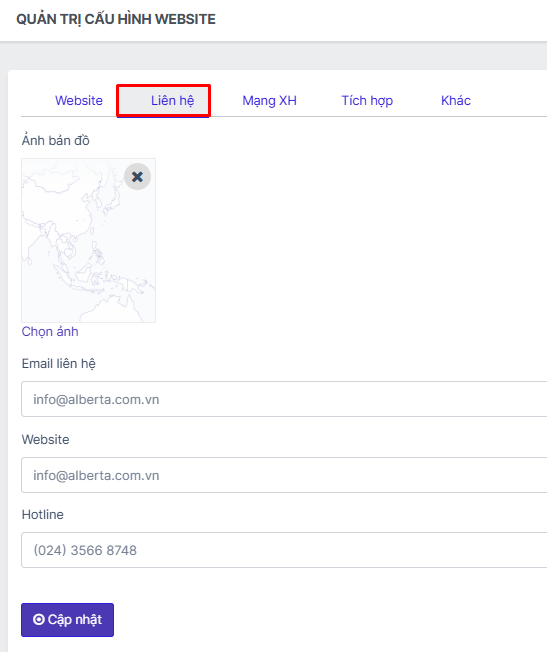 QUẢN TRỊ CẤU HÌNH WEBSITE
Website Liên hệ Mạng XH Tích hợp Khác
Ảnh bản đồ
Chọn ảnh
Email liên hệ
info@alberta.com.vn
Website
info@alberta.com.vn
Hotline
(024) 3566 8748
Cập nhật